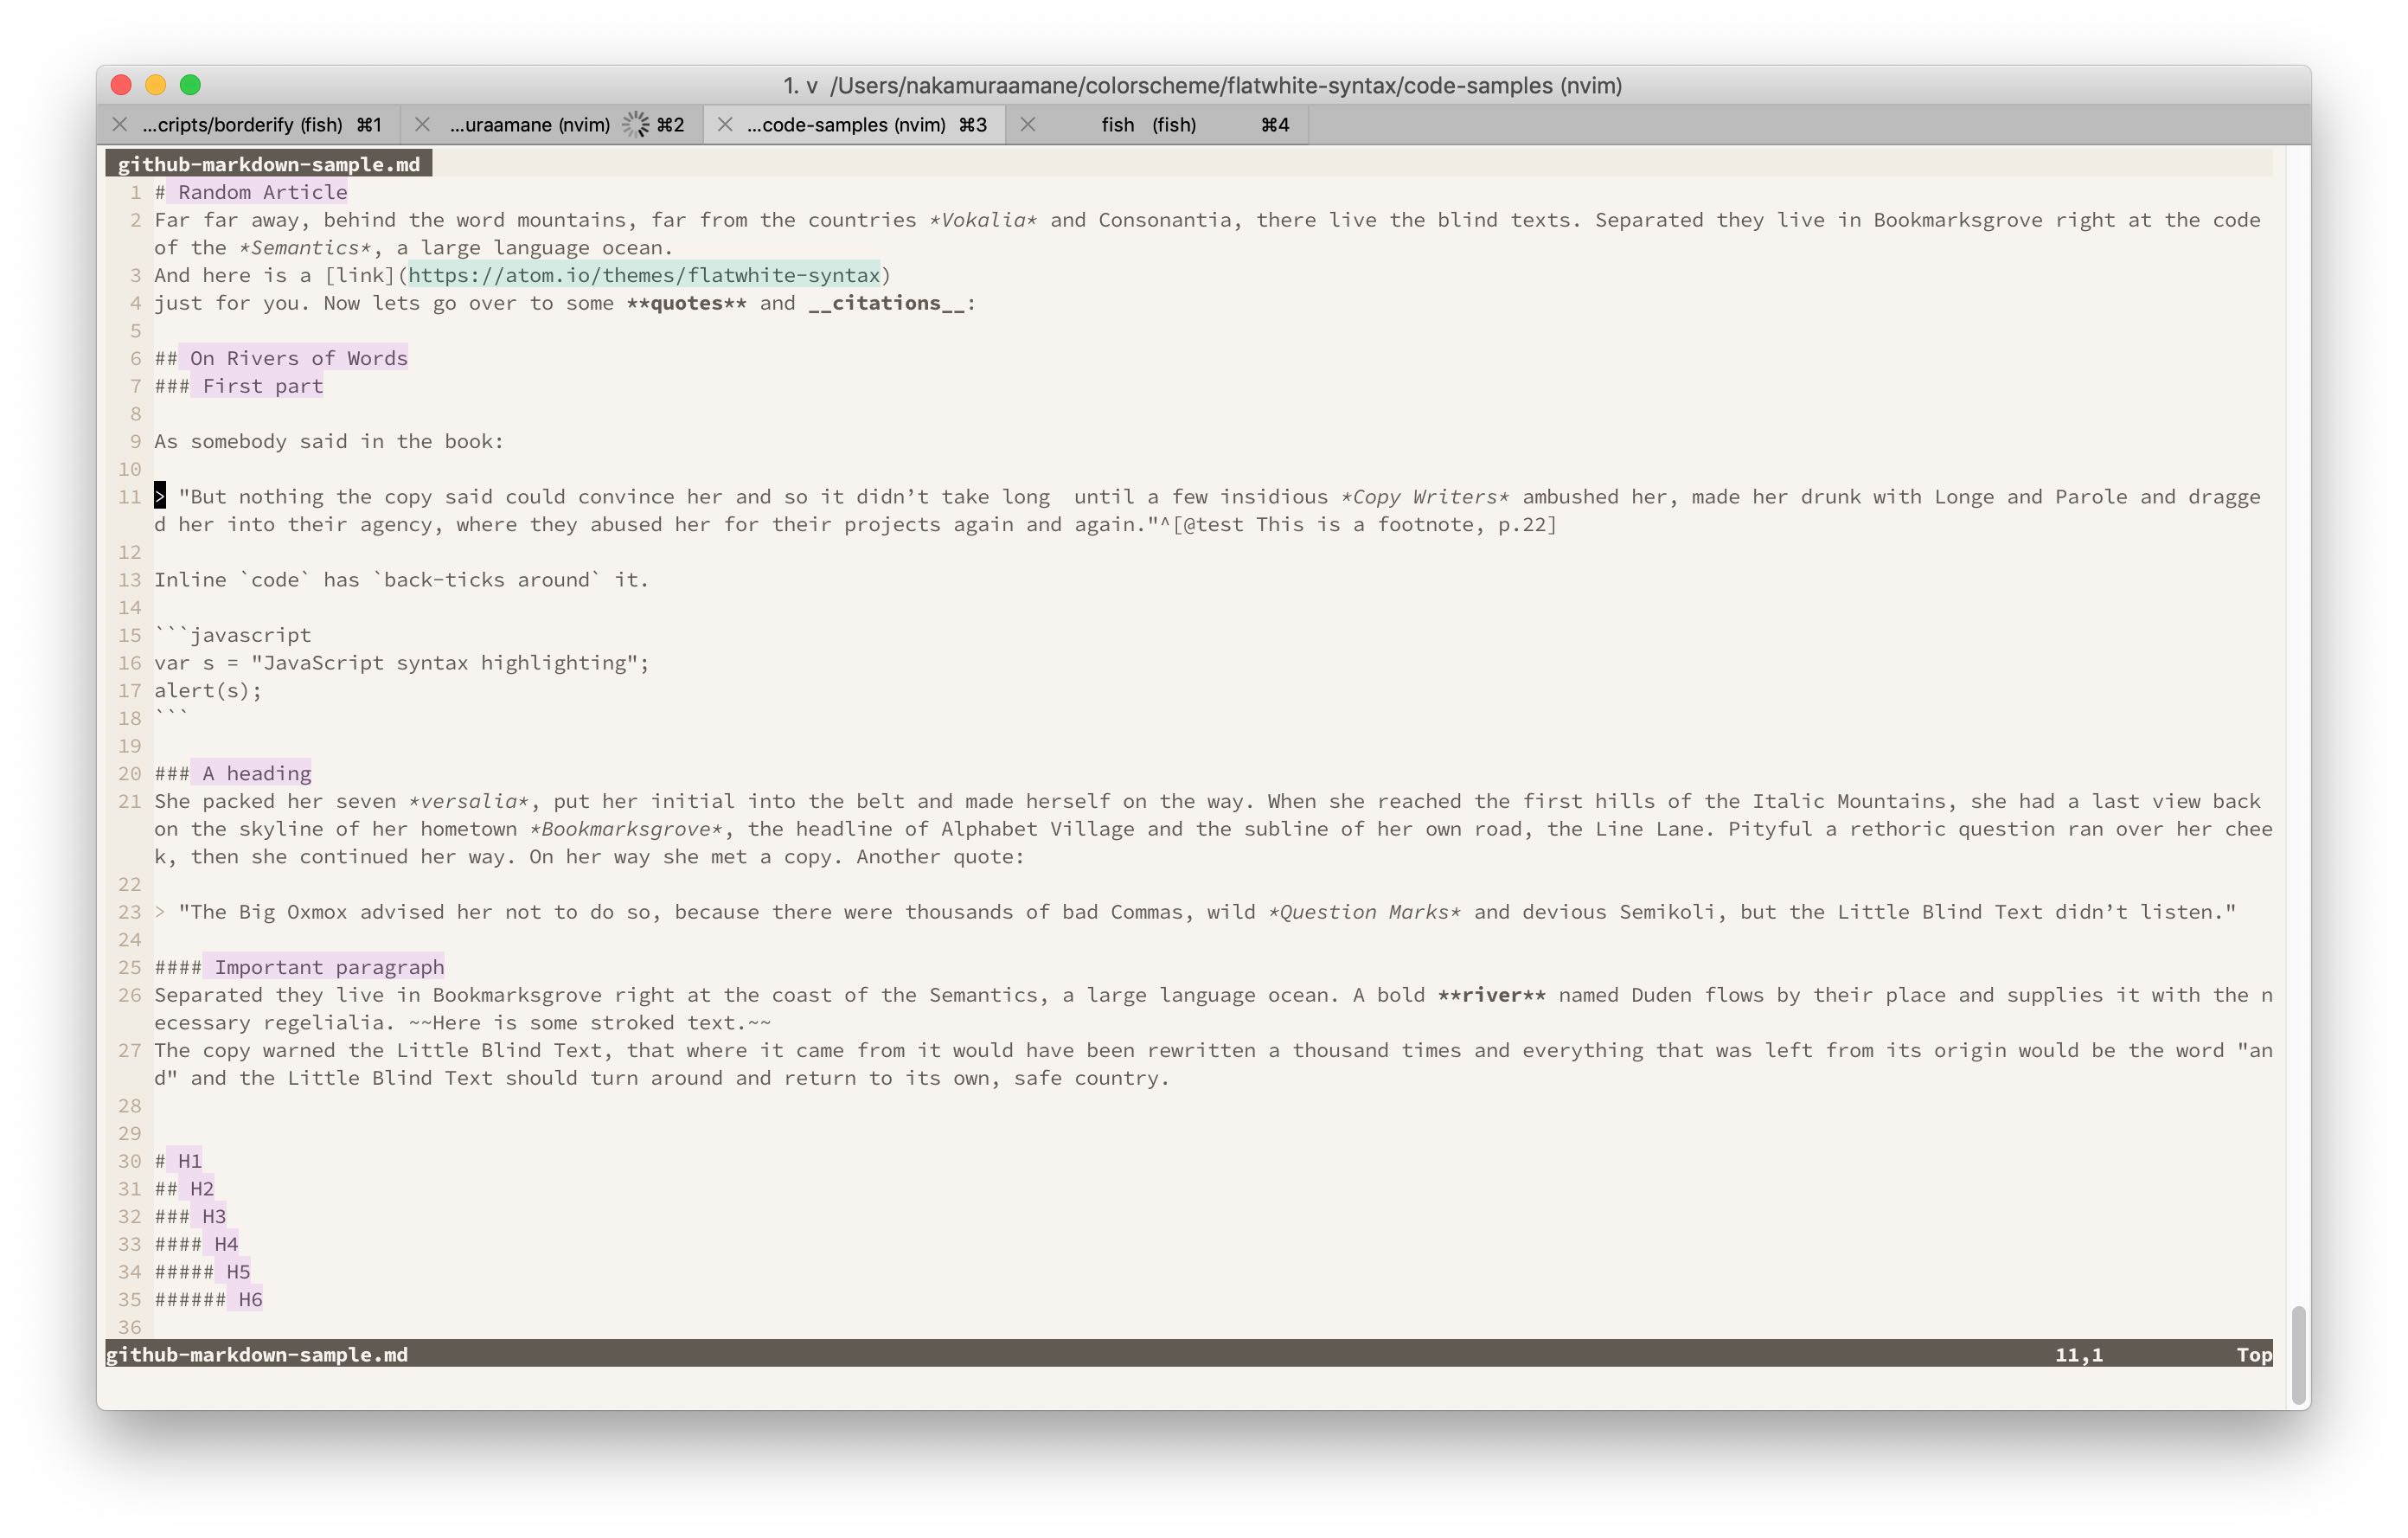 1. v  /Users/nakamuraamane/colorscheme/flatwhite-syntax/code-samples (nvim)
...cripts/borderify (fish) ⌘1 ...uraamane (nvim) ⌘2 ...code-samples (nvim) ⌘3 fish (fish) ⌘4
github-markdown-sample.md
1 # Random Article
2 Far far away, behind the word mountains, far from the countries *Vokalia* and Consonantia, there live the blind texts. Separated they live in Bookmarksgrove right at the code
of the *Semantics*, a large language ocean.
3 And here is a [link](https://atom.io/themes/flatwhite-syntax)
4 just for you. Now lets go over to some **quotes** and __citations__:
5
6 ## On Rivers of Words
7 ### First part
8
9 As somebody said in the book:
10
11 > "But nothing the copy said could convince her and so it didn’t take long  until a few insidious *Copy Writers* ambushed her, made her drunk with Longe and Parole and dragge
d her into their agency, where they abused her for their projects again and again."^[@test This is a footnote, p.22]
12
13 Inline `code` has `back-ticks around` it.
14
15 ```javascript
16 var s = "JavaScript syntax highlighting";
17 alert(s);
18 ```
19
20 ### A heading
21 She packed her seven *versalia*, put her initial into the belt and made herself on the way. When she reached the first hills of the Italic Mountains, she had a last view back
on the skyline of her hometown *Bookmarksgrove*, the headline of Alphabet Village and the subline of her own road, the Line Lane. Pityful a rethoric question ran over her chee
k, then she continued her way. On her way she met a copy. Another quote:
22
23 > "The Big Oxmox advised her not to do so, because there were thousands of bad Commas, wild *Question Marks* and devious Semikoli, but the Little Blind Text didn’t listen."
24
25 #### Important paragraph
26 Separated they live in Bookmarksgrove right at the coast of the Semantics, a large language ocean. A bold **river** named Duden flows by their place and supplies it with the n
ecessary regelialia. ~~Here is some stroked text.~~
27 The copy warned the Little Blind Text, that where it came from it would have been rewritten a thousand times and everything that was left from its origin would be the word "an
d" and the Little Blind Text should turn around and return to its own, safe country.
28
29
30 # H1
31 ## H2
32 ### H3
33 #### H4
34 ##### H5
35 ###### H6
36
github-markdown-sample.md 11,1 Top